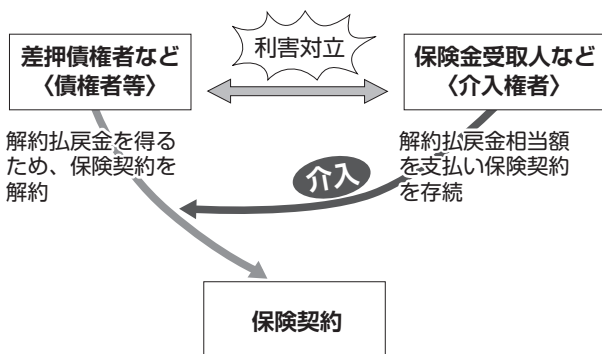 利害対立
差押債権者など
〈債権者等〉
保険金受取人など
〈介入権者〉
解約払戻金を得る
ため、保険契約を
解約
介入
解約払戻金相当額
を支払い保険契約
を存続
保険契約